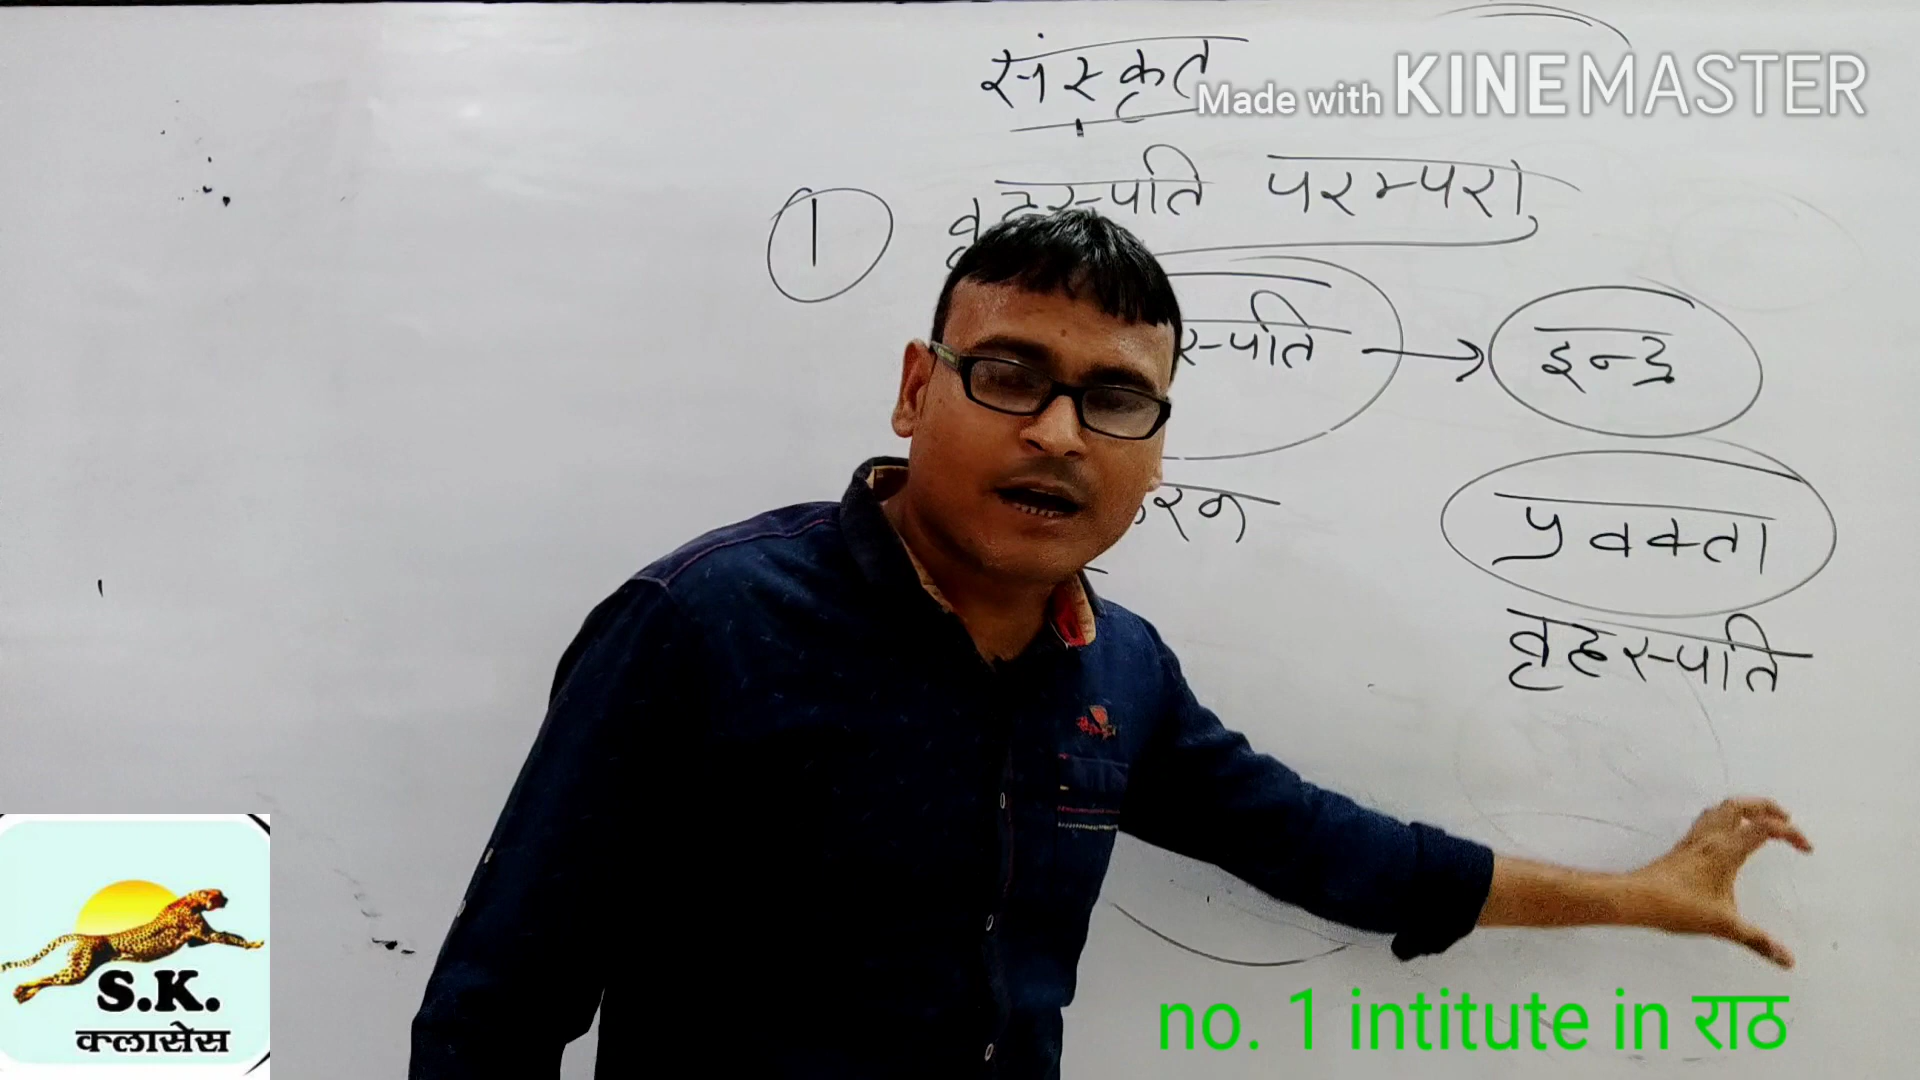 संस्कृत
Made with KINEMASTER
1 बृहस्पति परम्परा
स्पति → इन्द्र
प्रवक्ता
बृहस्पति
S.K.
क्लासेस
no. 1 intitute in राठ